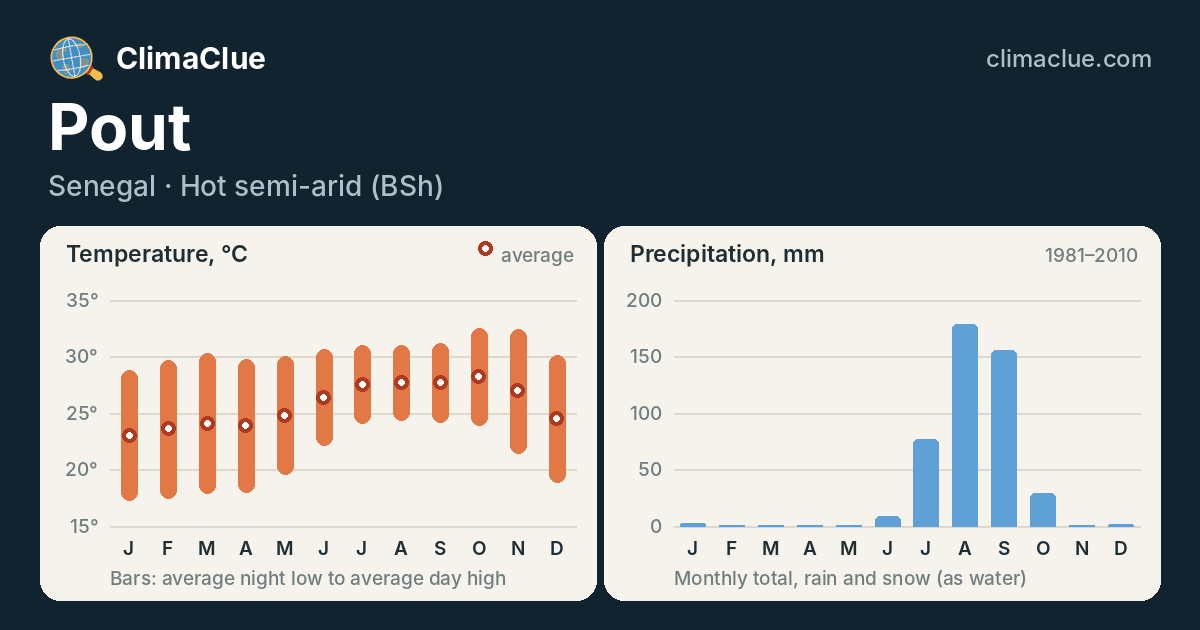 ClimaClue
climaclue.com
Pout
Senegal · Hot semi-arid (BSh)
Temperature, °C
average
35°
30°
25°
20°
15°
J F M A M J J A S O N D
Bars: average night low to average day high
Precipitation, mm
1981–2010
200
150
100
50
0
J F M A M J J A S O N D
Monthly total, rain and snow (as water)